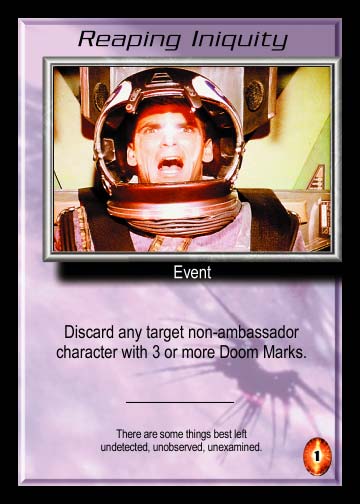 Reaping Iniquity
Event
Discard any target non-ambassador
character with 3 or more Doom Marks.
There are some things best left
undetected, unobserved, unexamined.
1